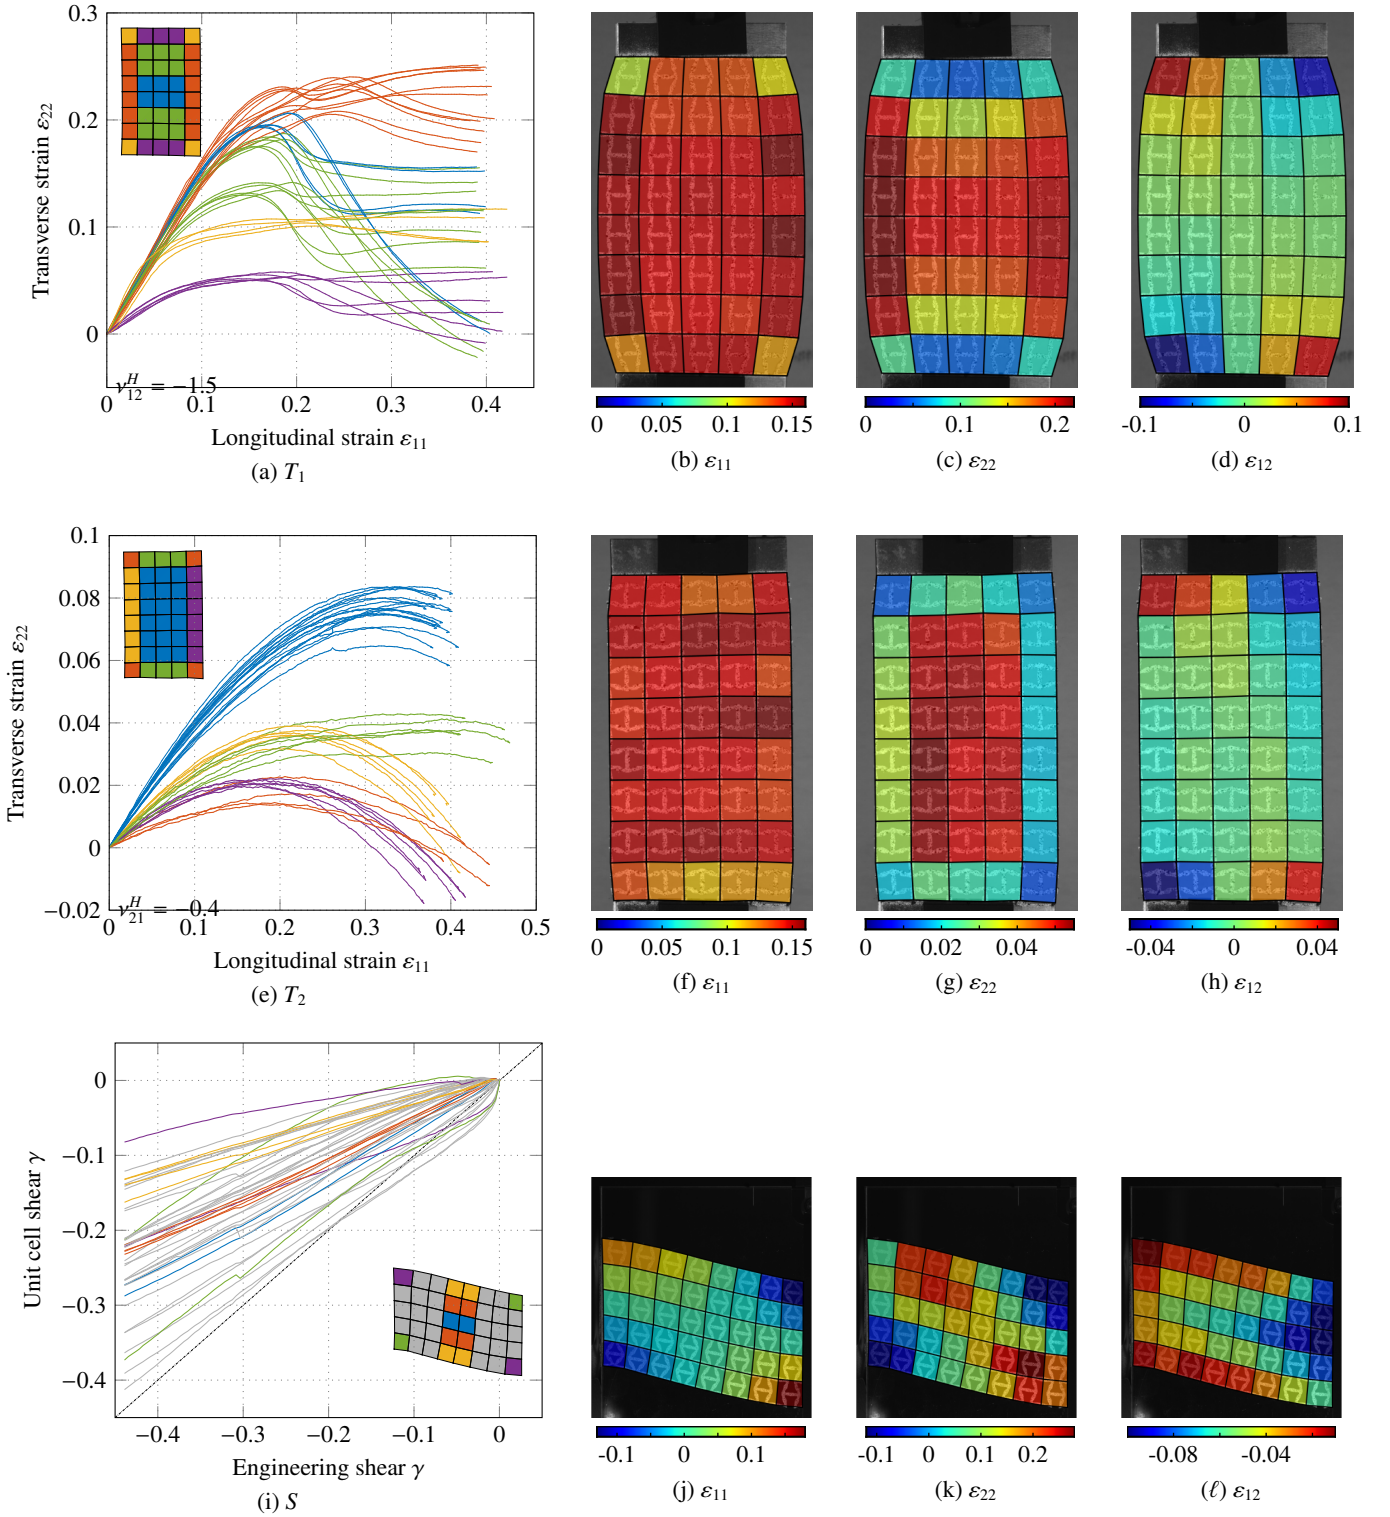 0.3
0.2
0.1
0
Transverse strain ε22
ν12^H = −1.5
0 0.1 0.2 0.3 0.4
Longitudinal strain ε11
(a) T1
0 0.05 0.1 0.15
(b) ε11
0 0.1 0.2
(c) ε22
-0.1 0 0.1
(d) ε12
0.1
0.08
0.06
0.04
0.02
0
−0.02
Transverse strain ε22
ν21^H = −0.4
0 0.1 0.2 0.3 0.4 0.5
Longitudinal strain ε11
(e) T2
0 0.05 0.1 0.15
(f) ε11
0 0.02 0.04
(g) ε22
-0.04 0 0.04
(h) ε12
0
−0.1
−0.2
−0.3
−0.4
Unit cell shear γ
−0.4 −0.3 −0.2 −0.1 0
Engineering shear γ
(i) S
-0.1 0 0.1
(j) ε11
-0.1 0 0.1 0.2
(k) ε22
-0.08 -0.04
(ℓ) ε12